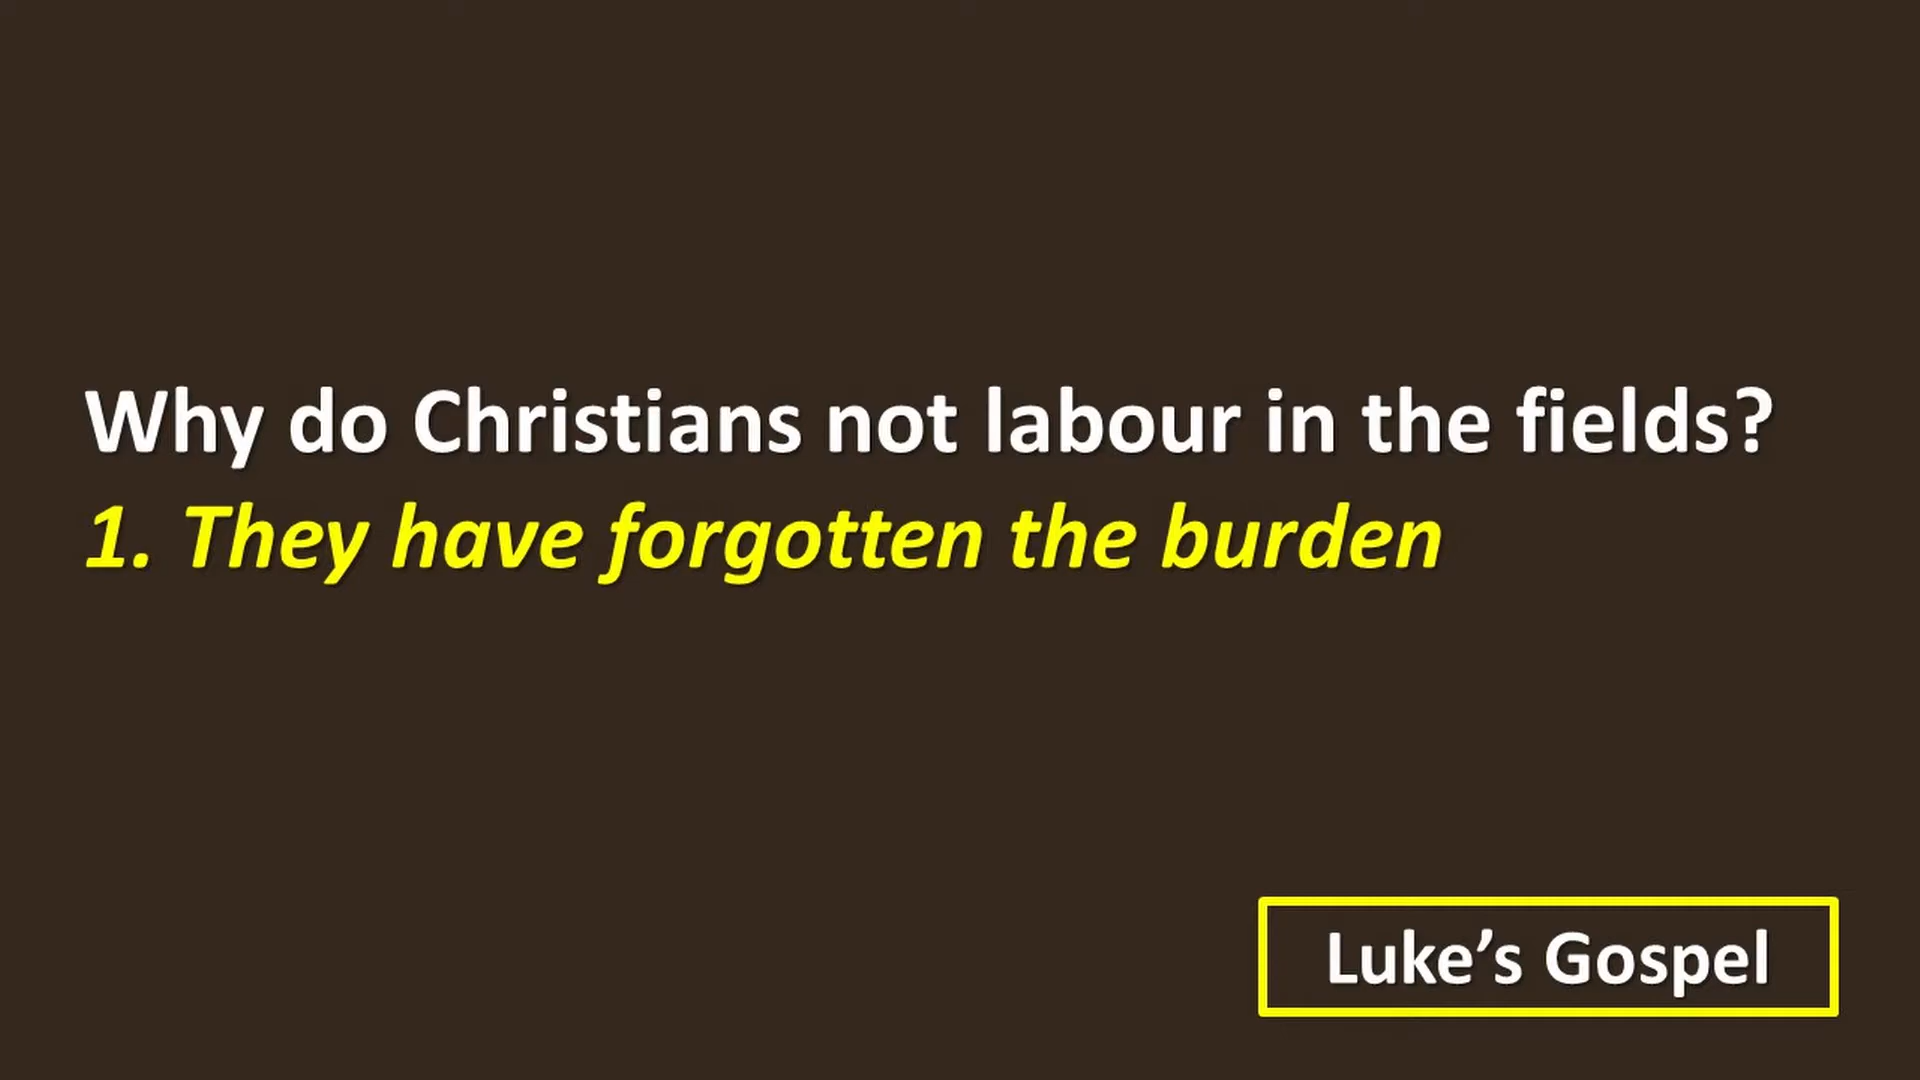 Why do Christians not labour in the fields?
1. They have forgotten the burden
Luke’s Gospel